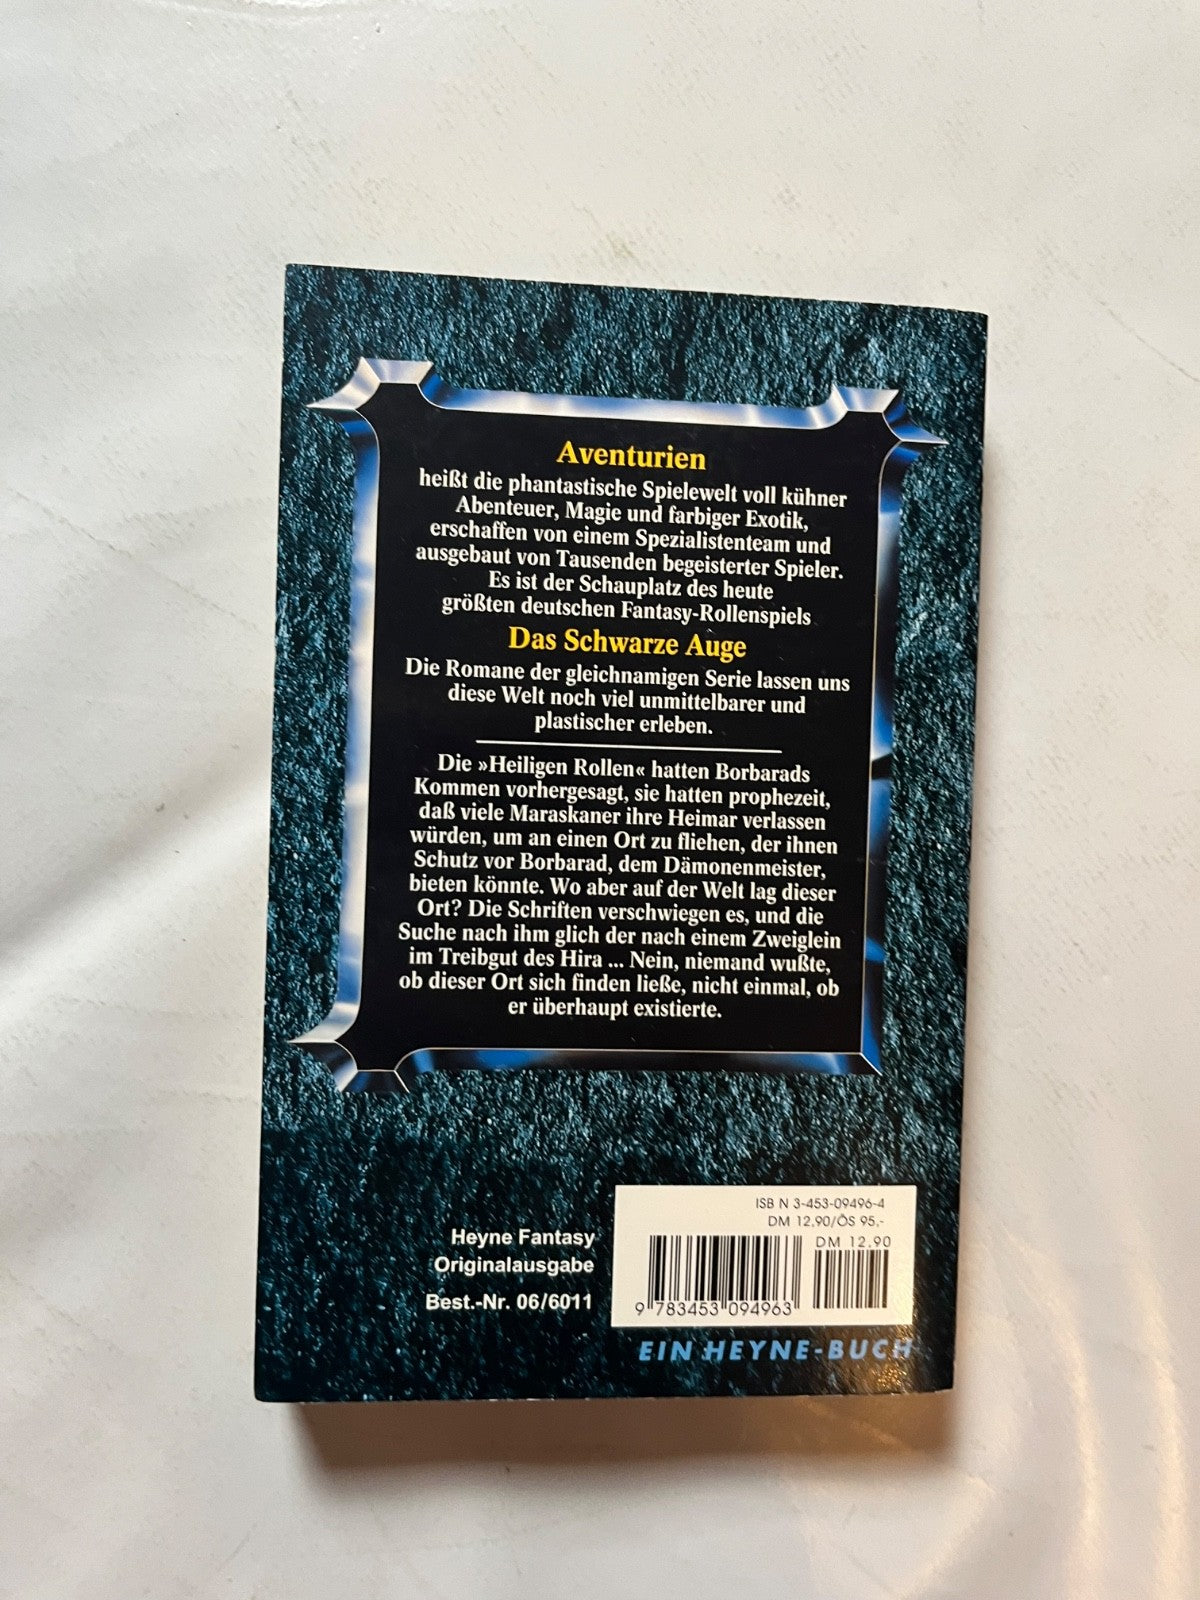 Aventurien
heißt die phantastische Spielewelt voll kühner
Abenteuer, Magie und farbiger Exotik,
erschaffen von einem Spezialistenteam und
ausgebaut von Tausenden begeisterter Spieler.
Es ist der Schauplatz des heute
größten deutschen Fantasy-Rollenspiels
Das Schwarze Auge
Die Romane der gleichnamigen Serie lassen uns
diese Welt noch viel unmittelbarer und
plastischer erleben.
Die »Heiligen Rollen« hatten Borbarads
Kommen vorhergesagt, sie hatten prophezeit,
daß viele Maraskaner ihre Heimar verlassen
würden, um an einen Ort zu fliehen, der ihnen
Schutz vor Borbarad, dem Dämonenmeister,
bieten könnte. Wo aber auf der Welt lag dieser
Ort? Die Schriften verschwiegen es, und die
Suche nach ihm glich der nach einem Zweiglein
im Treibgut des Hira ... Nein, niemand wußte,
ob dieser Ort sich finden ließe, nicht einmal, ob
er überhaupt existierte.
Heyne Fantasy
Originalausgabe
Best.-Nr. 06/6011
ISBN 3-453-09496-4
DM 12,90/ÖS 95,-
DM 12.90
9 783453 094963
EIN HEYNE-BUCH